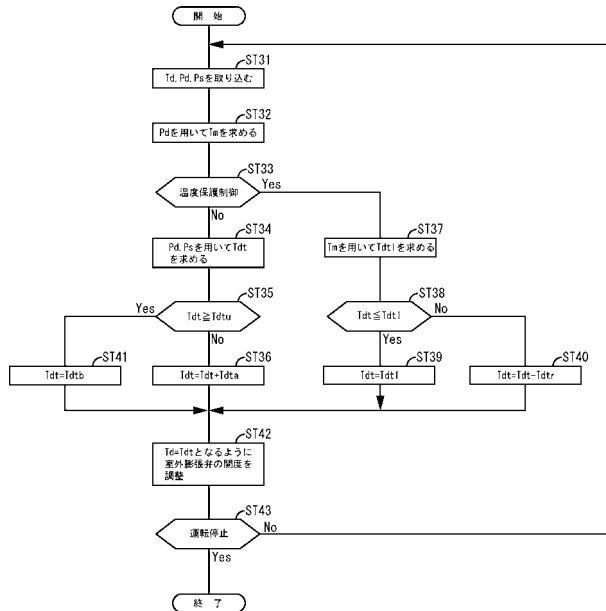 開 始
ST31
Td,Pd,Psを取り込む
ST32
Pdを用いてTmを求める
ST33
温度保護制御
Yes
No
ST34
Pd,Psを用いてTdt
を求める
ST37
Tmを用いてTdtlを求める
ST35
Tdt≧Tdtu
Yes
No
ST38
Tdt≦Tdtl
No
Yes
ST41
Tdt=Tdtb
ST36
Tdt=Tdt+Tdta
ST39
Tdt=Tdtl
ST40
Tdt=Tdt-Tdtr
ST42
Td=Tdtとなるように
室外膨張弁の開度を
調整
ST43
運転停止
No
Yes
終 了